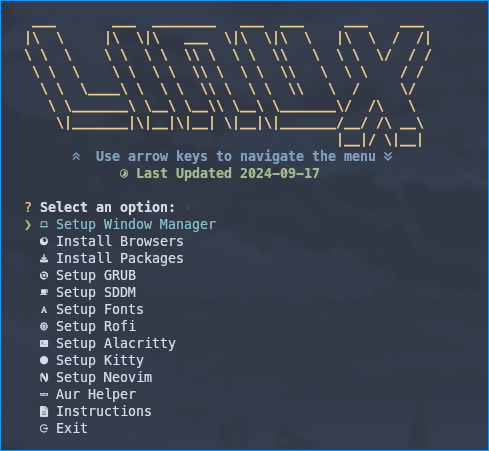 LINUX
Use arrow keys to navigate the menu
Last Updated 2024-09-17
? Select an option:
❯ Setup Window Manager
Install Browsers
Install Packages
Setup GRUB
Setup SDDM
Setup Fonts
Setup Rofi
Setup Alacritty
Setup Kitty
Setup Neovim
Aur Helper
Instructions
Exit